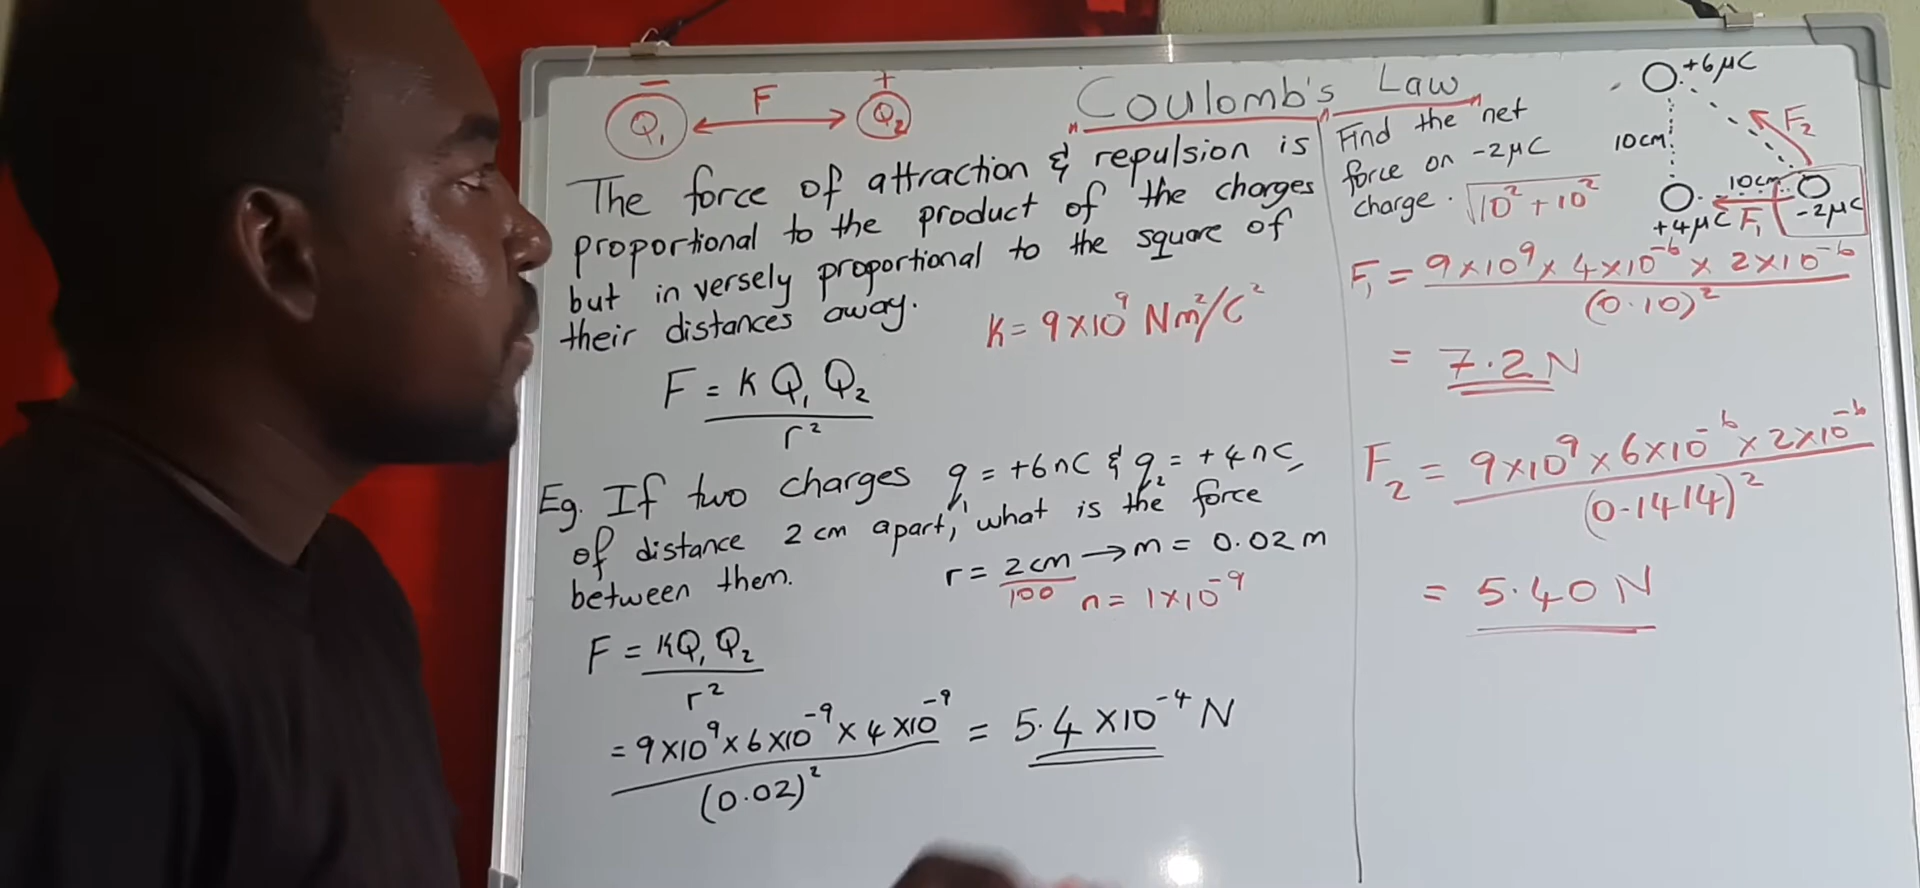 Coulomb's Law
− F +
Q₁ Q₂
The force of attraction & repulsion is
proportional to the product of the charges
but inversely proportional to the square of
their distances away.
K = 9×10⁹ Nm²/C²
F = K Q₁ Q₂
r²
Eg. If two charges q₁ = +6nC & q₂ = +4nC,
of distance 2cm apart, what is the force
between them.
r = 2cm → m = 0.02m
100
n = 1×10⁻⁹
F = KQ₁Q₂
r²
= 9×10⁹ × 6×10⁻⁹ × 4×10⁻⁹ = 5.4×10⁻⁴ N
(0.02)²
Find the net
force on -2μC
charge. √10² + 10²
+6μC
10cm
F₂
10cm
+4μC F₁ -2μC
F₁ = 9×10⁹ × 4×10⁻⁶ × 2×10⁻⁶
(0.10)²
= 7.2N
F₂ = 9×10⁹ × 6×10⁻⁶ × 2×10⁻⁶
(0.1414)²
= 5.40N